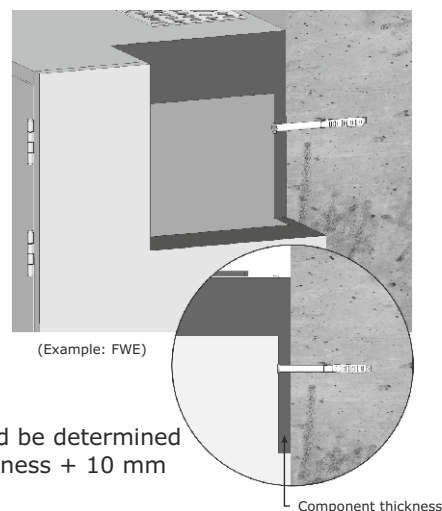 (Example: FWE)
d be determined
ness + 10 mm
Component thickness